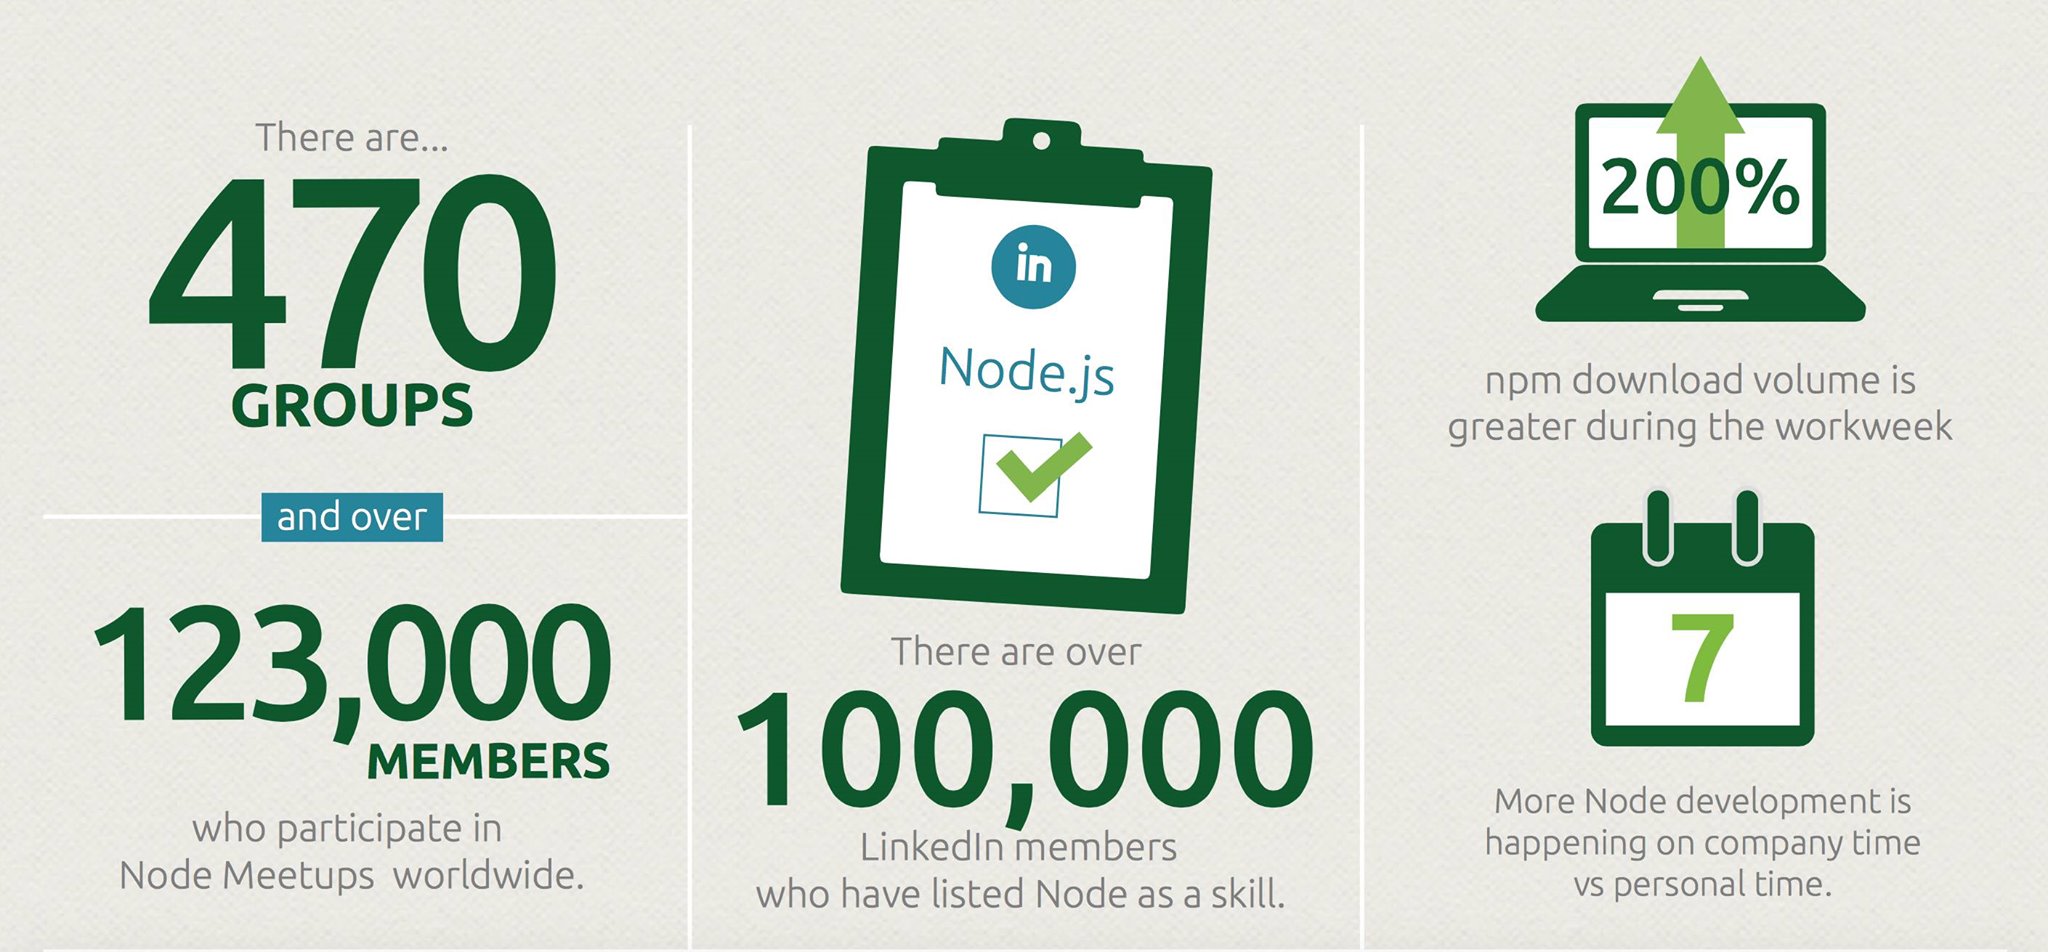 There are...
470
GROUPS
and over
123,000
MEMBERS
who participate in
Node Meetups worldwide.
in
Node.js
There are over
100,000
LinkedIn members
who have listed Node as a skill.
200%
npm download volume is
greater during the workweek
7
More Node development is
happening on company time
vs personal time.